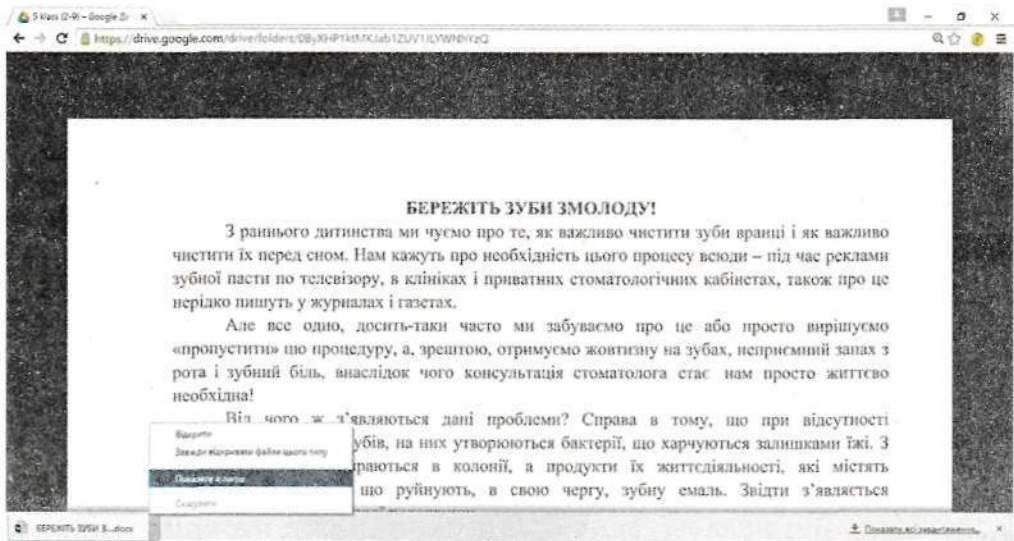 5 klass (2-9) – Google
https://drive.google.com/drive/folders/
БЕРЕЖІТЬ ЗУБИ ЗМОЛОДУ!
З раннього дитинства ми чуємо про те, як важливо чистити зуби вранці і як важливо
чистити їх перед сном. Нам кажуть про необхідність цього процесу всюди – під час реклами
зубної пасти по телевізору, в клініках і приватних стоматологічних кабінетах, також про це
нерідко пишуть у журналах і газетах.
Але все одно, досить-таки часто ми забуваємо про це або просто вирішуємо
«пропустити» цю процедуру, а, зрештою, отримуємо жовтизну на зубах, неприємний запах з
рота і зубний біль, внаслідок чого консультація стоматолога стає нам просто життєво
необхідна!
Від чого ж з’являються дані проблеми? Справа в тому, що при відсутності
зубів, на них утворюються бактерії, що харчуються залишками їжі. З
раються в колонії, а продукти їх життєдіяльності, які містять
що руйнують, в свою чергу, зубну емаль. Звідти з’являється
Відкрити
Завжди відкривати файли цього типу
Показати в папці
Скасувати
БЕРЕЖІТЬ ЗУБИ З...docx
Показати всі завантаження...